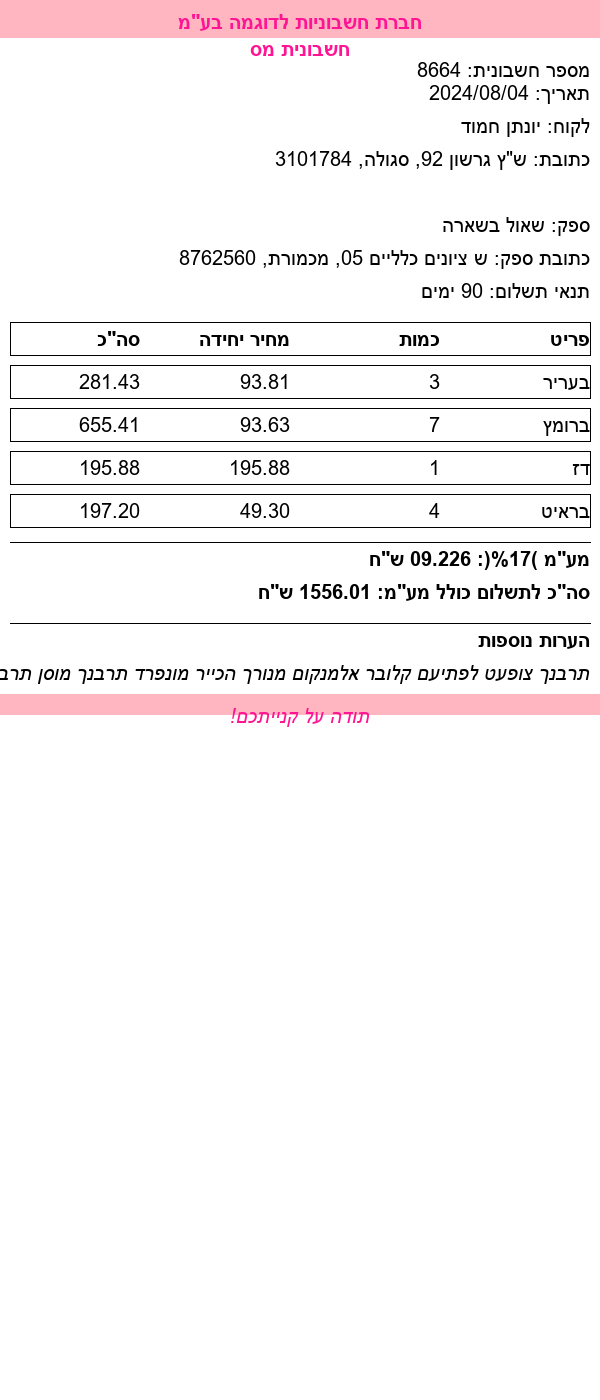 חברת חשבוניות לדוגמה בע"מ
חשבונית מס
מספר חשבונית: 8664
תאריך: 2024/08/04
לקוח: יונתן חמוד
כתובת: ש"ץ גרשון 92, סגולה, 3101784
ספק: שאול בשארה
כתובת ספק: ש ציונים כלליים 05, מכמורת, 8762560
תנאי תשלום: 90 ימים
פריט כמות מחיר יחידה סה"כ
בעריר 3 93.81 281.43
ברומץ 7 93.63 655.41
דז 1 195.88 195.88
בראיט 4 49.30 197.20
מע"מ )17%(: 09.226 ש"ח
סה"כ לתשלום כולל מע"מ: 1556.01 ש"ח
הערות נוספות
תרבנך צופעט לפתיעם קלובר אלמנקום מנורך הכייר מונפרד תרבנך מוסן
תודה על קנייתכם!